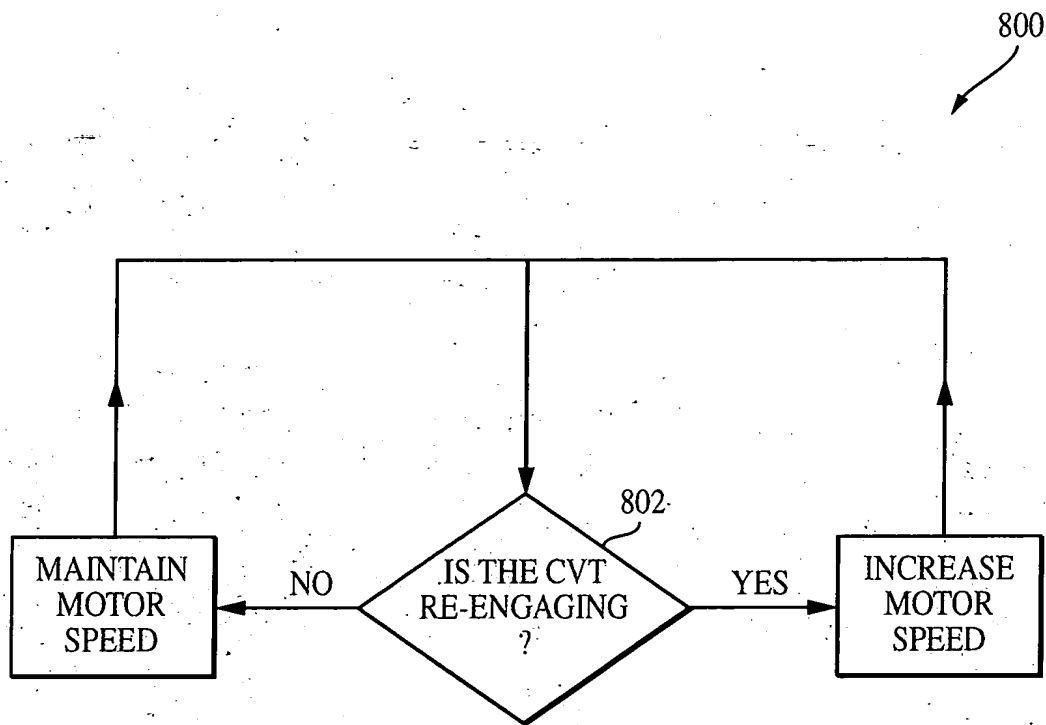 800
802
IS THE CVT
RE-ENGAGING
?
NO
YES
MAINTAIN
MOTOR
SPEED
INCREASE
MOTOR
SPEED